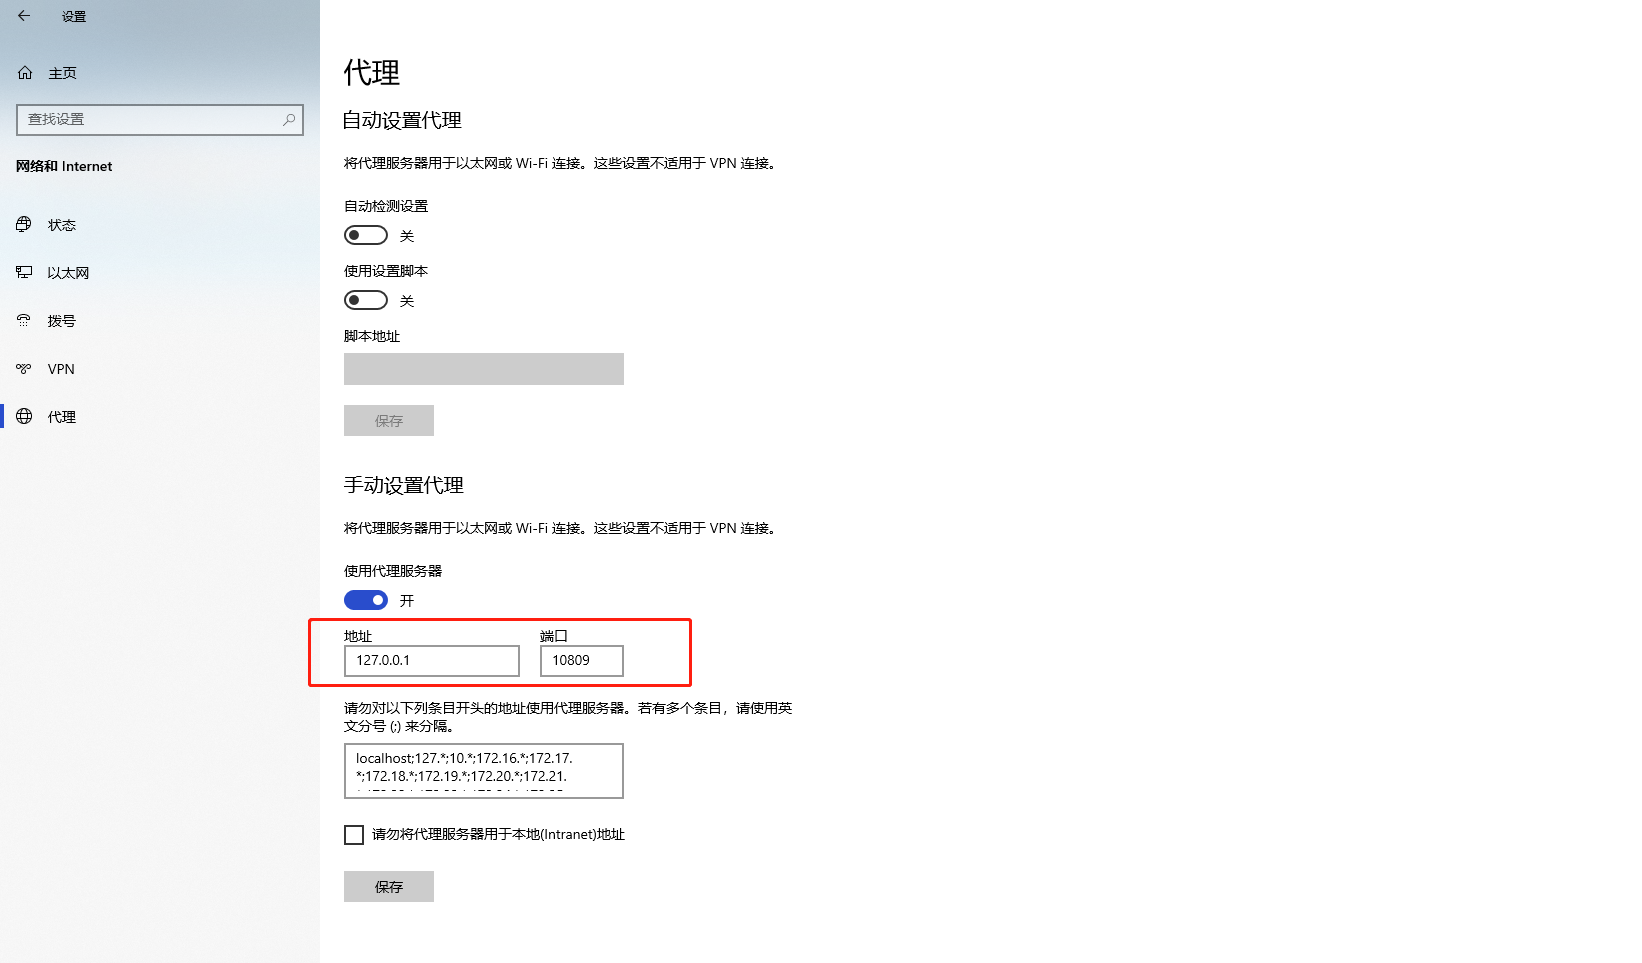 设置
主页
查找设置
网络和 Internet
状态
以太网
拨号
VPN
代理
代理
自动设置代理
将代理服务器用于以太网或 Wi-Fi 连接。这些设置不适用于 VPN 连接。
自动检测设置
关
使用设置脚本
关
脚本地址
保存
手动设置代理
将代理服务器用于以太网或 Wi-Fi 连接。这些设置不适用于 VPN 连接。
使用代理服务器
开
地址 端口
127.0.0.1 10809
请勿对以下列条目开头的地址使用代理服务器。若有多个条目，请使用英
文分号 (;) 来分隔。
localhost;127.*;10.*;172.16.*;172.17.
*;172.18.*;172.19.*;172.20.*;172.21.
请勿将代理服务器用于本地(Intranet)地址
保存